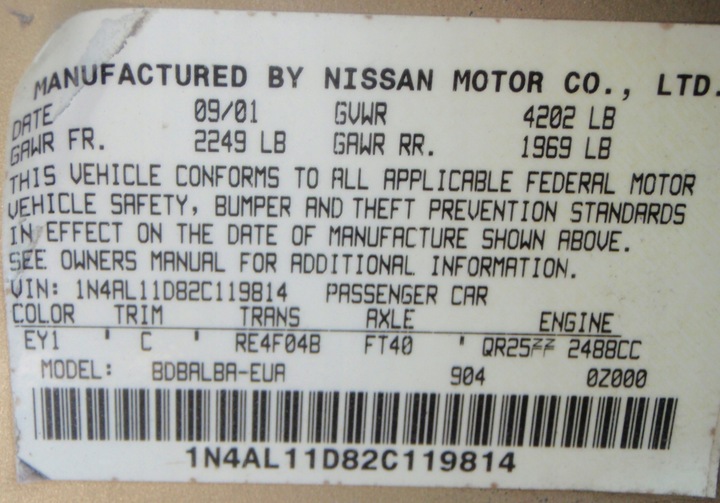 MANUFACTURED BY NISSAN MOTOR CO., LTD.
DATE 09/01 GVWR 4202 LB
GAWR FR. 2249 LB GAWR RR. 1969 LB
THIS VEHICLE CONFORMS TO ALL APPLICABLE FEDERAL MOTOR
VEHICLE SAFETY, BUMPER AND THEFT PREVENTION STANDARDS
IN EFFECT ON THE DATE OF MANUFACTURE SHOWN ABOVE.
SEE OWNERS MANUAL FOR ADDITIONAL INFORMATION.
VIN: 1N4AL11D82C119814 PASSENGER CAR
COLOR TRIM TRANS AXLE ENGINE
EY1 ' C ' RE4F04B FT40 ' QR25ZZ 2488CC
MODEL: BDBALBA-EUA 904 0Z000
1N4AL11D82C119814